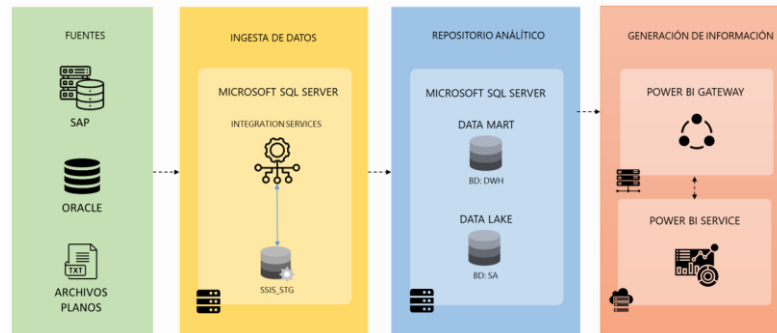 FUENTES
SAP
ORACLE
TXT
ARCHIVOS
PLANOS
INGESTA DE DATOS
MICROSOFT SQL SERVER
INTEGRATION SERVICES
SSIS_STG
REPOSITORIO ANÁLÍTICO
MICROSOFT SQL SERVER
DATA MART
BD: DWH
DATA LAKE
BD: SA
GENERACIÓN DE INFORMACIÓN
POWER BI GATEWAY
POWER BI SERVICE